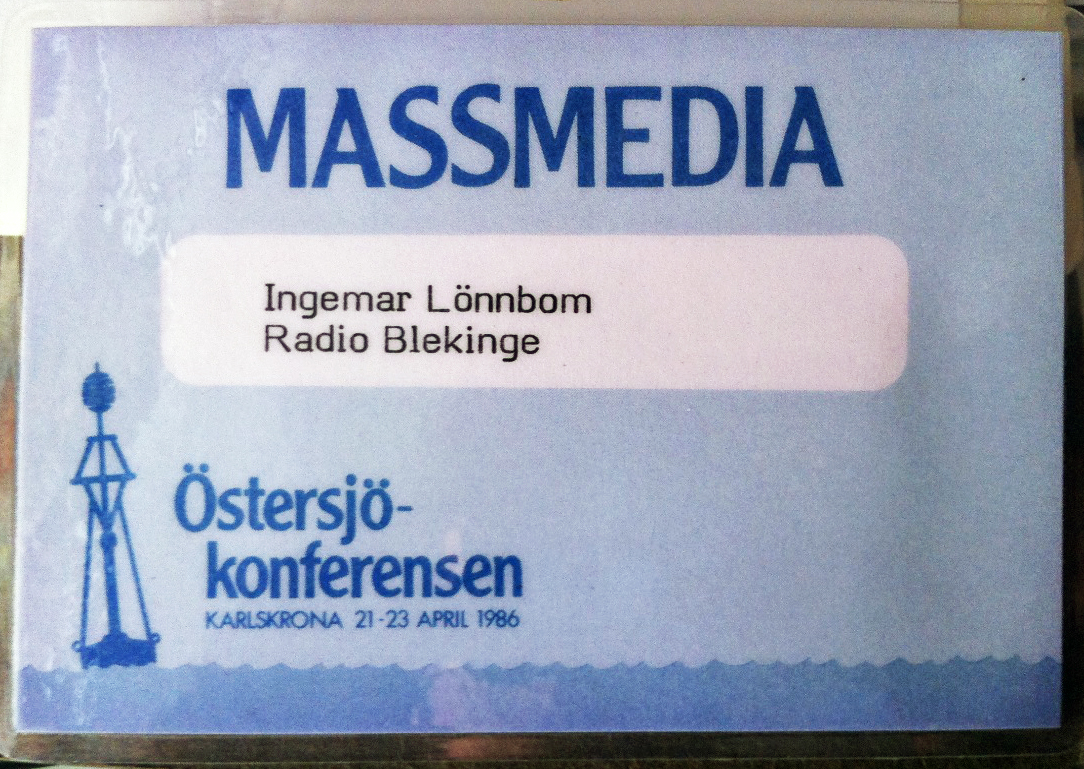 MASSMEDIA
Ingemar Lönnbom
Radio Blekinge
Östersjö-
konferensen
KARLSKRONA 21-23 APRIL 1986